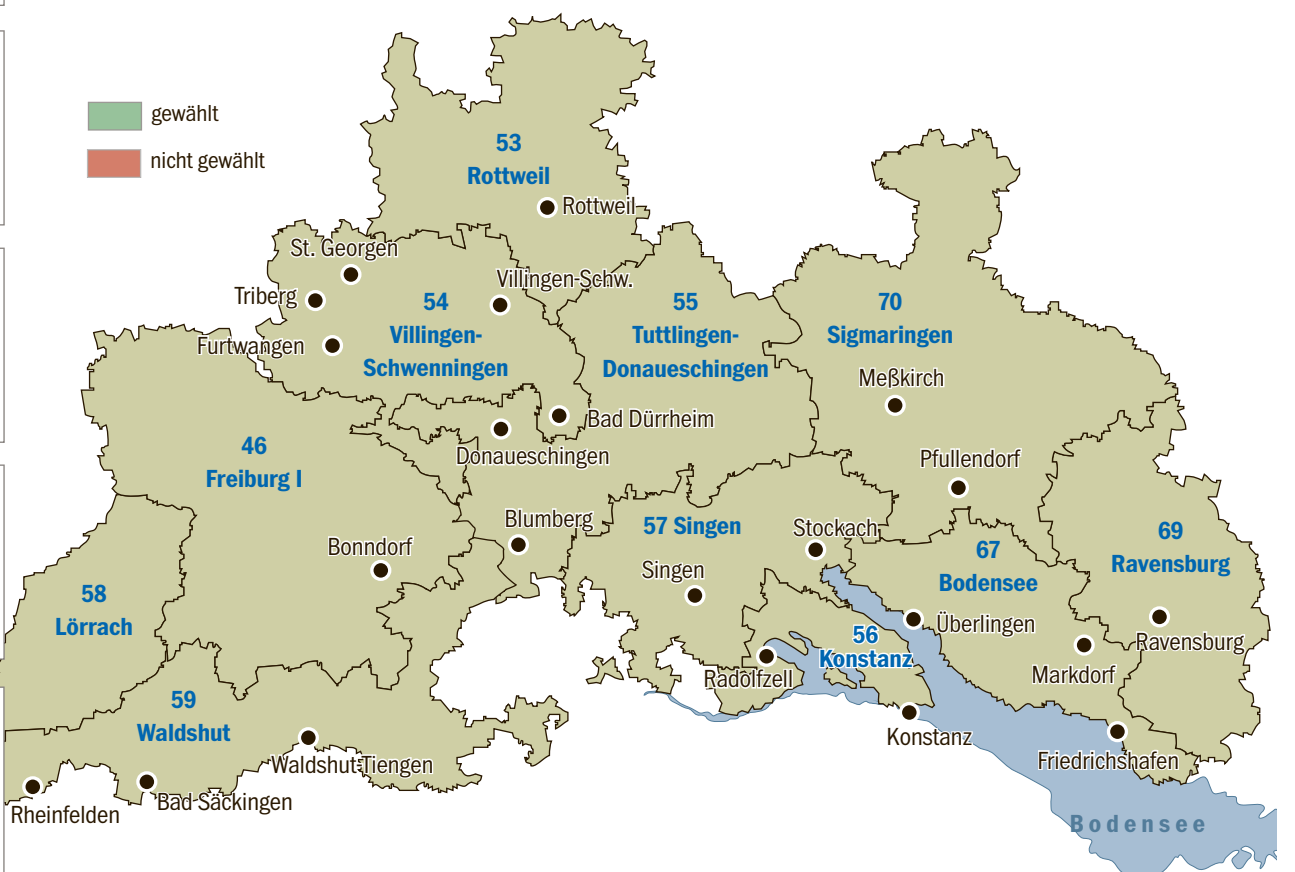 gewählt
nicht gewählt
53
Rottweil
Rottweil
St. Georgen
Villingen-Schw.
Triberg
54
Villingen-
Schwenningen
55
Tuttlingen-
Donaueschingen
70
Sigmaringen
Furtwangen
Meßkirch
Bad Dürrheim
46
Freiburg I
Donaueschingen
Pfullendorf
Blumberg
57 Singen
Stockach
69
Ravensburg
Bonndorf
Singen
67
Bodensee
58
Lörrach
Überlingen
56
Konstanz
Ravensburg
Radolfzell
Markdorf
59
Waldshut
Konstanz
Waldshut-Tiengen
Friedrichshafen
Rheinfelden
Bad Säckingen
Bodensee